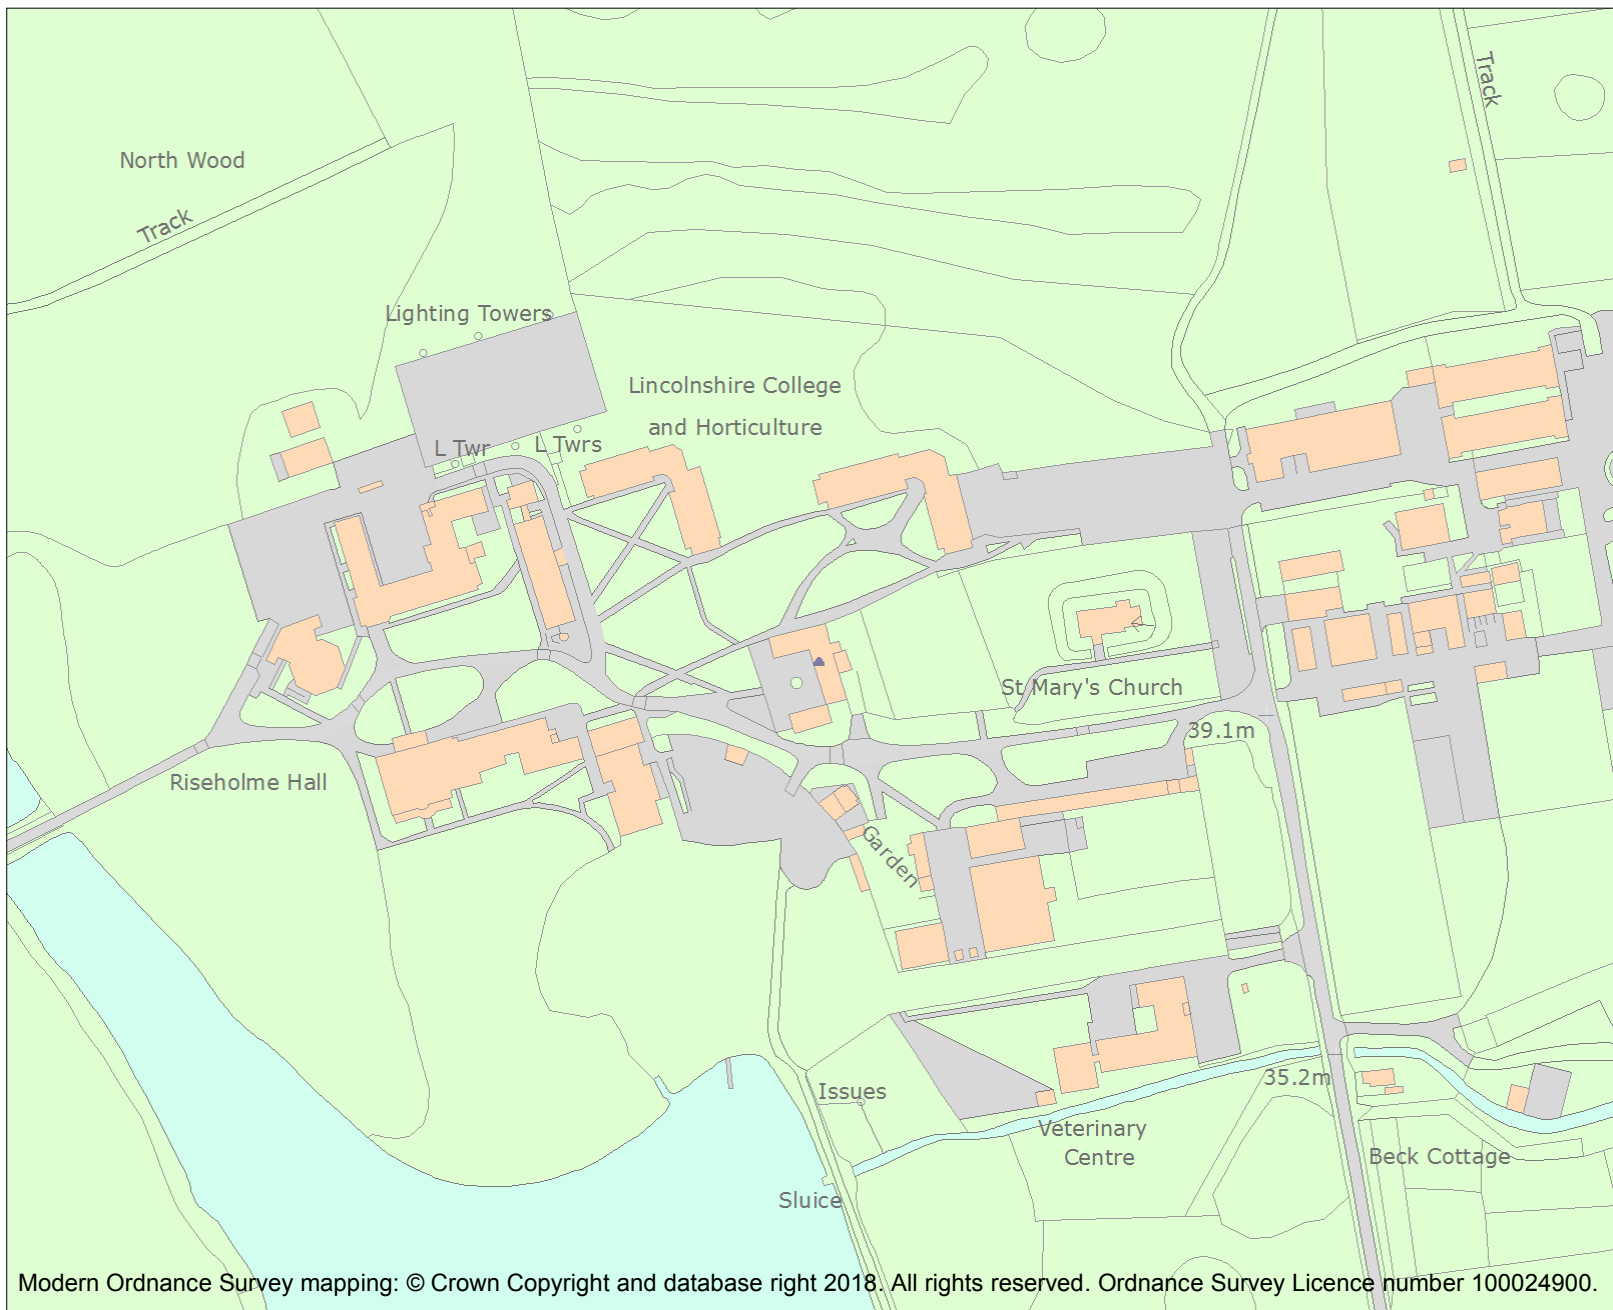 Track
North Wood
Track
Lighting Towers
Lincolnshire College
and Horticulture
L Twr
L Twrs
St Mary's Church
39.1m
Riseholme Hall
Garden
35.2m
Issues
Veterinary
Centre
Beck Cottage
Sluice
Modern Ordnance Survey mapping: © Crown Copyright and database right 2018. All rights reserved. Ordnance Survey Licence number 100024900.